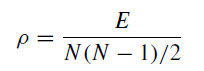 ρ = E / N(N − 1)/2